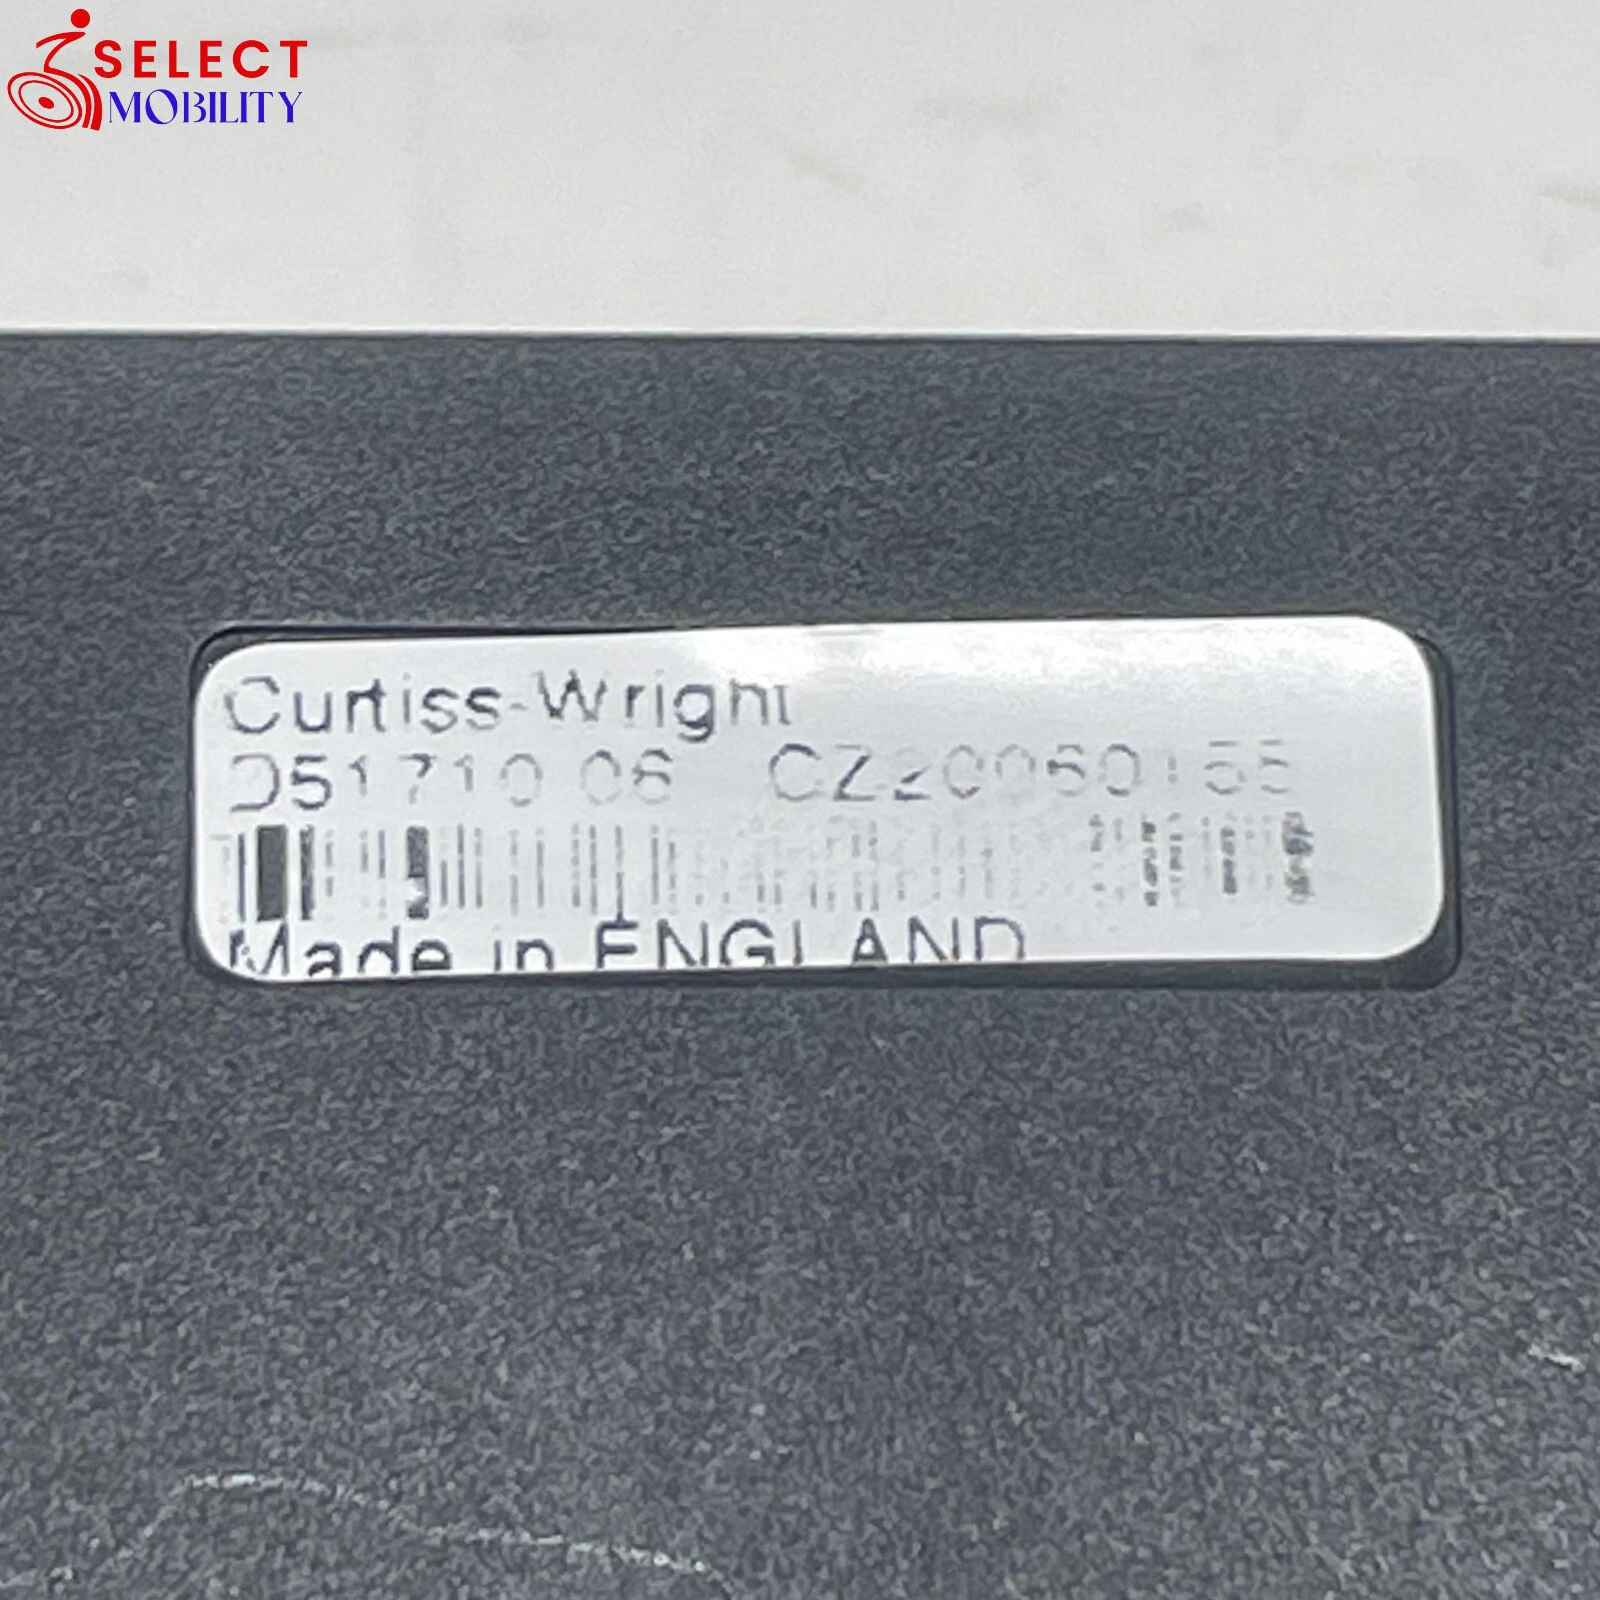 SELECT
MOBILITY
Curtiss-Wright
D51710.06 CZ20060155
Made in ENGLAND